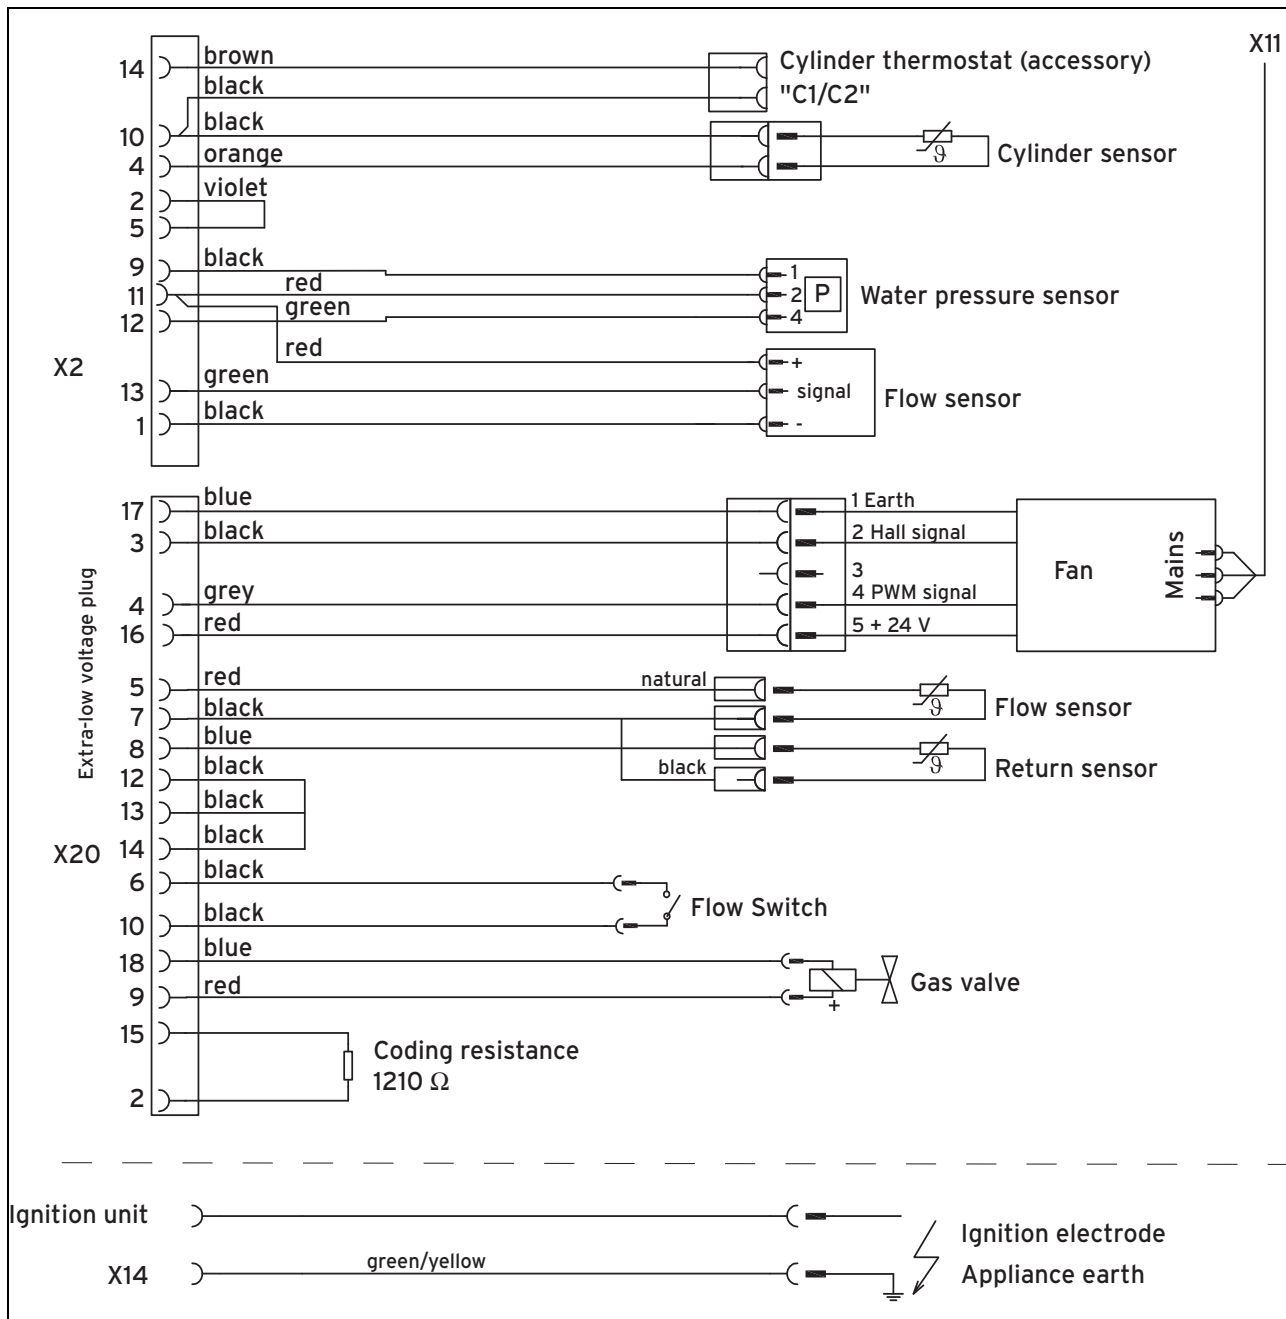 X11
14 brown
Cylinder thermostat (accessory)
black
"C1/C2"
10 black
4 orange
ϑ
Cylinder sensor
2 violet
5
9 black
1
11 red
2 P
Water pressure sensor
12 green
4
red
+
X2
13 green
signal
Flow sensor
1 black
-
17 blue
1 Earth
3 black
2 Hall signal
3
Fan
Mains
4 grey
4 PWM signal
16 red
5 + 24 V
Extra-low voltage plug
5 red
natural
ϑ
Flow sensor
7 black
8 blue
ϑ
Return sensor
12 black
black
13 black
14 black
X20
6 black
Flow Switch
10 black
18 blue
Gas valve
9 red
+
15
Coding resistance
1210 Ω
2
Ignition unit
Ignition electrode
X14
green/yellow
Appliance earth